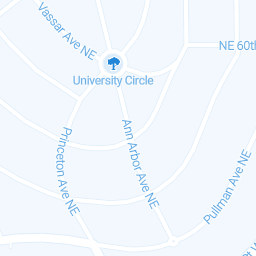 Vassar Ave NE
NE 60th
University Circle
Ann Arbor Ave NE
Princeton Ave NE
Pullman Ave NE